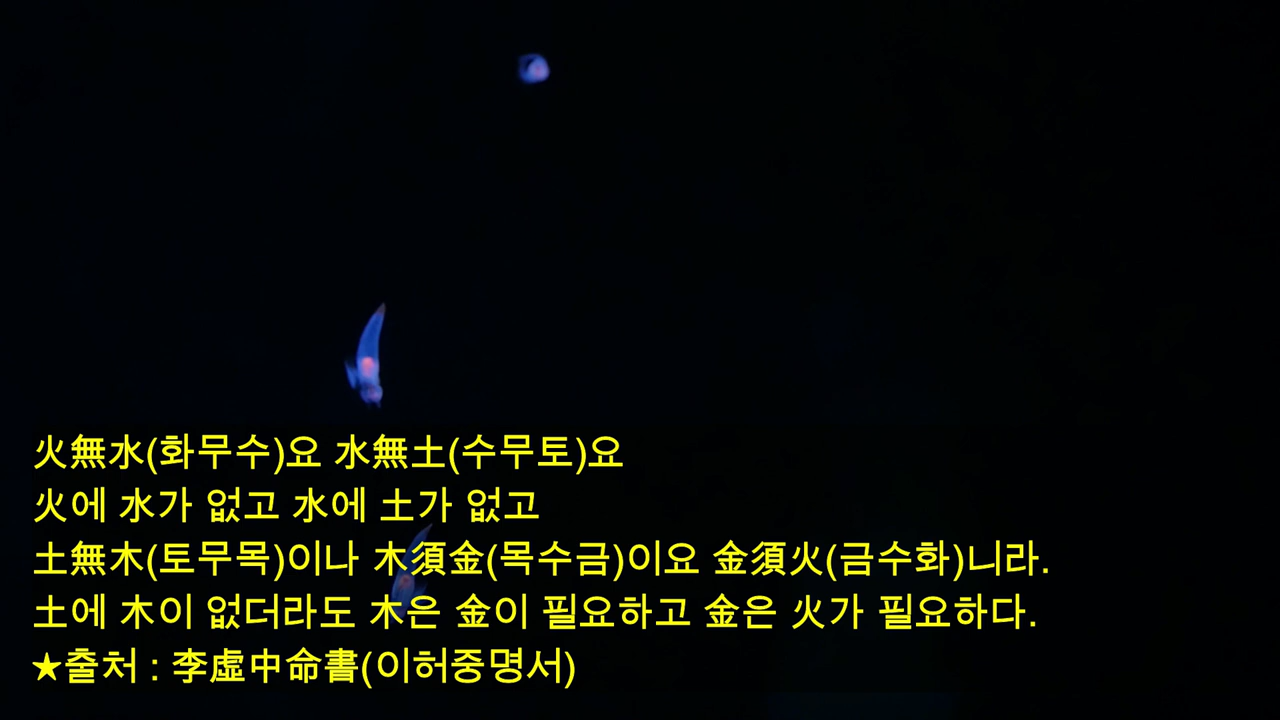 火無水(화무수)요 水無土(수무토)요
火에 水가 없고 水에 土가 없고
土無木(토무목)이나 木須金(목수금)이요 金須火(금수화)니라.
土에 木이 없더라도 木은 金이 필요하고 金은 火가 필요하다.
★출처 : 李虛中命書(이허중명서)